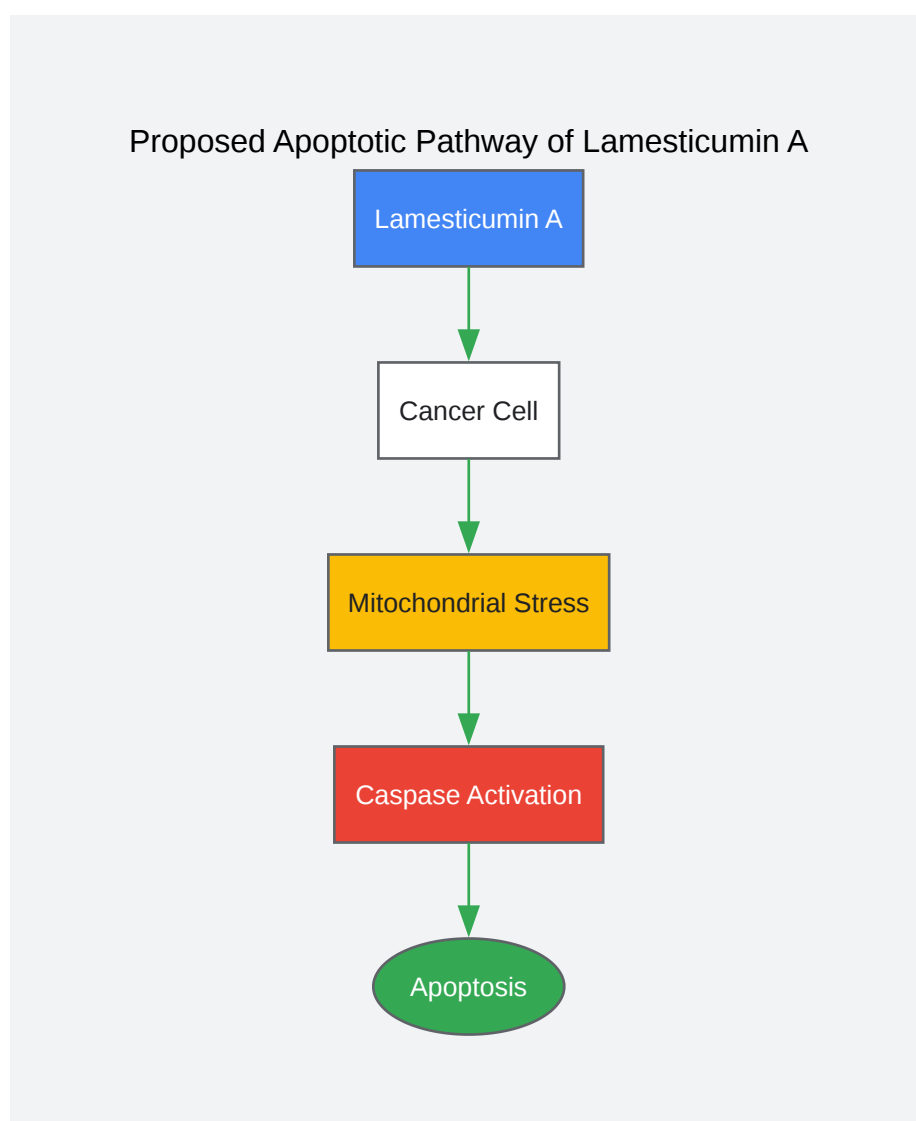 Proposed Apoptotic Pathway of Lamesticumin A
Lamesticumin A
Cancer Cell
Mitochondrial Stress
Caspase Activation
Apoptosis